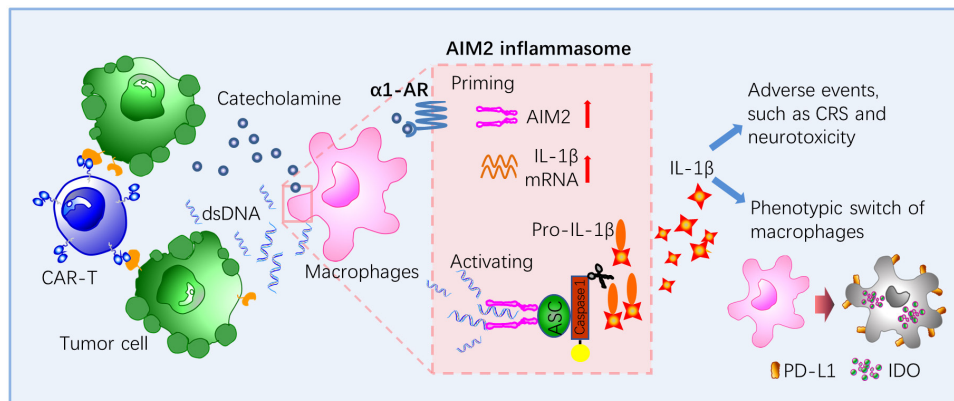 AIM2 inflammasome
α1-AR
Priming
Catecholamine
AIM2
IL-1β
mRNA
dsDNA
Macrophages
CAR-T
Tumor cell
Pro-IL-1β
Activating
ASC
Caspase1
IL-1β
Adverse events,
such as CRS and
neurotoxicity
Phenotypic switch of
macrophages
PD-L1
IDO